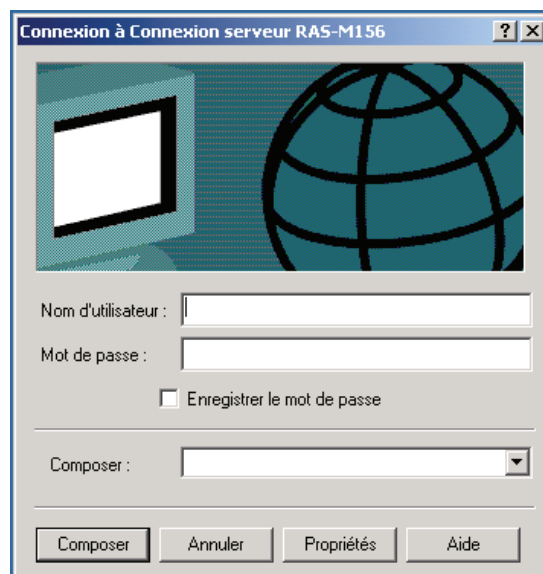 Connexion à Connexion serveur RAS-M156
Nom d'utilisateur :
Mot de passe :
Enregistrer le mot de passe
Composer :
Composer Annuler Propriétés Aide